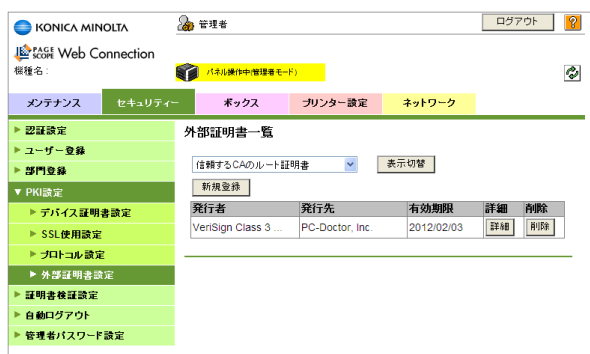 KONICA MINOLTA
管理者
ログアウト
?
PAGE SCOPE Web Connection
機種名 :
パネル操作中(管理者モード)
メンテナンス
セキュリティー
ボックス
プリンター設定
ネットワーク
認証設定
ユーザー登録
部門登録
PKI設定
デバイス証明書設定
SSL使用設定
プロトコル設定
外部証明書設定
証明書検証設定
自動ログアウト
管理者パスワード設定
外部証明書一覧
信頼するCAのルート証明書
表示切替
新規登録
発行者 発行先 有効期限 詳細 削除
VeriSign Class 3 ... PC-Doctor, Inc. 2012/02/03 詳細 削除